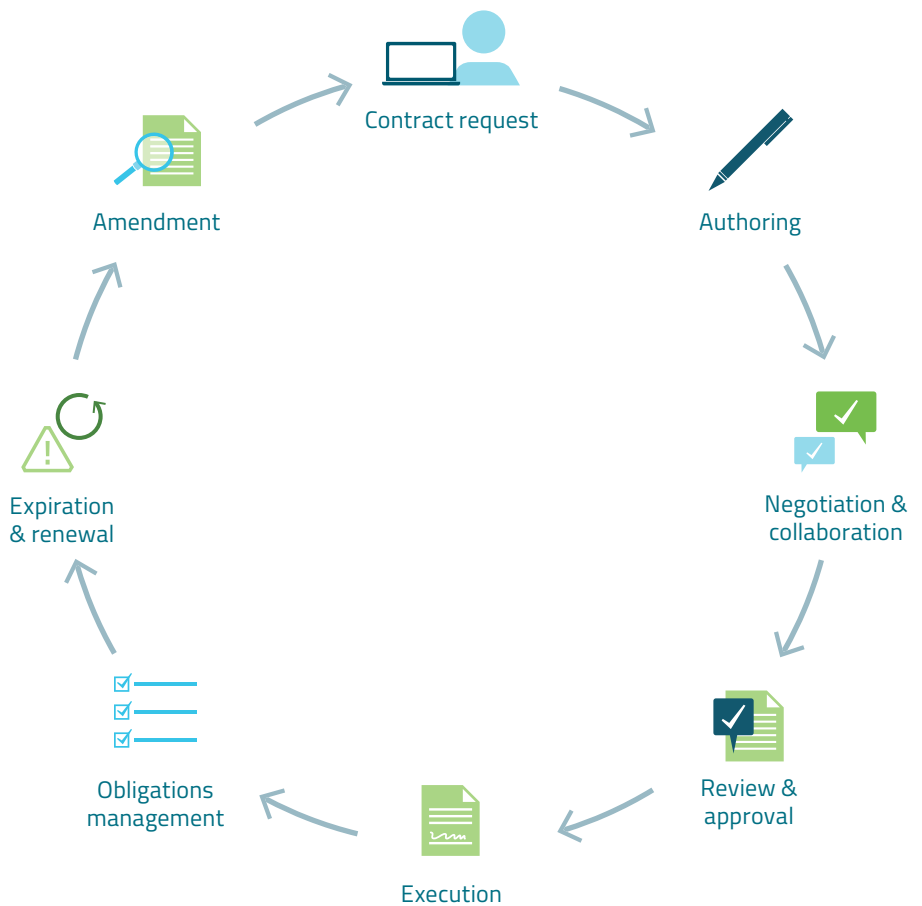 Contract request
Authoring
Negotiation &
collaboration
Review &
approval
Execution
Obligations
management
Expiration
& renewal
Amendment